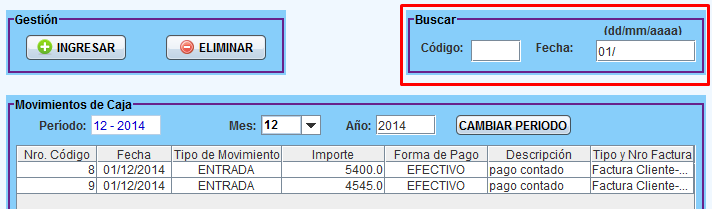 Gestión
INGRESAR ELIMINAR
Buscar
(dd/mm/aaaa)
Código: Fecha: 01/
Movimientos de Caja
Periodo: 12 - 2014 Mes: 12 Año: 2014 CAMBIAR PERIODO
Nro. Código Fecha Tipo de Movimiento Importe Forma de Pago Descripción Tipo y Nro Factura
8 01/12/2014 ENTRADA 5400.0 EFECTIVO pago contado Factura Cliente-...
9 01/12/2014 ENTRADA 4545.0 EFECTIVO pago contado Factura Cliente-...